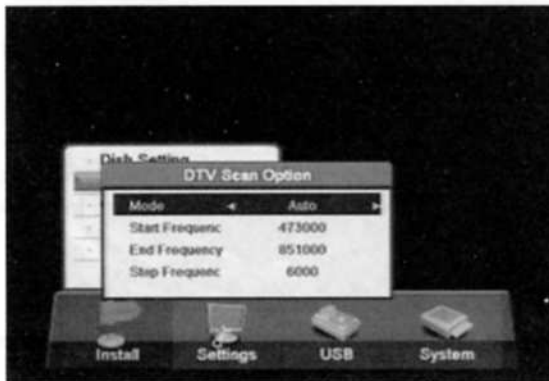 Dish Setting
DTV Scan Option
Mode Auto
Start Frequenc 473000
End Frequency 851000
Step Frequenc 6000
Install Settings USB System